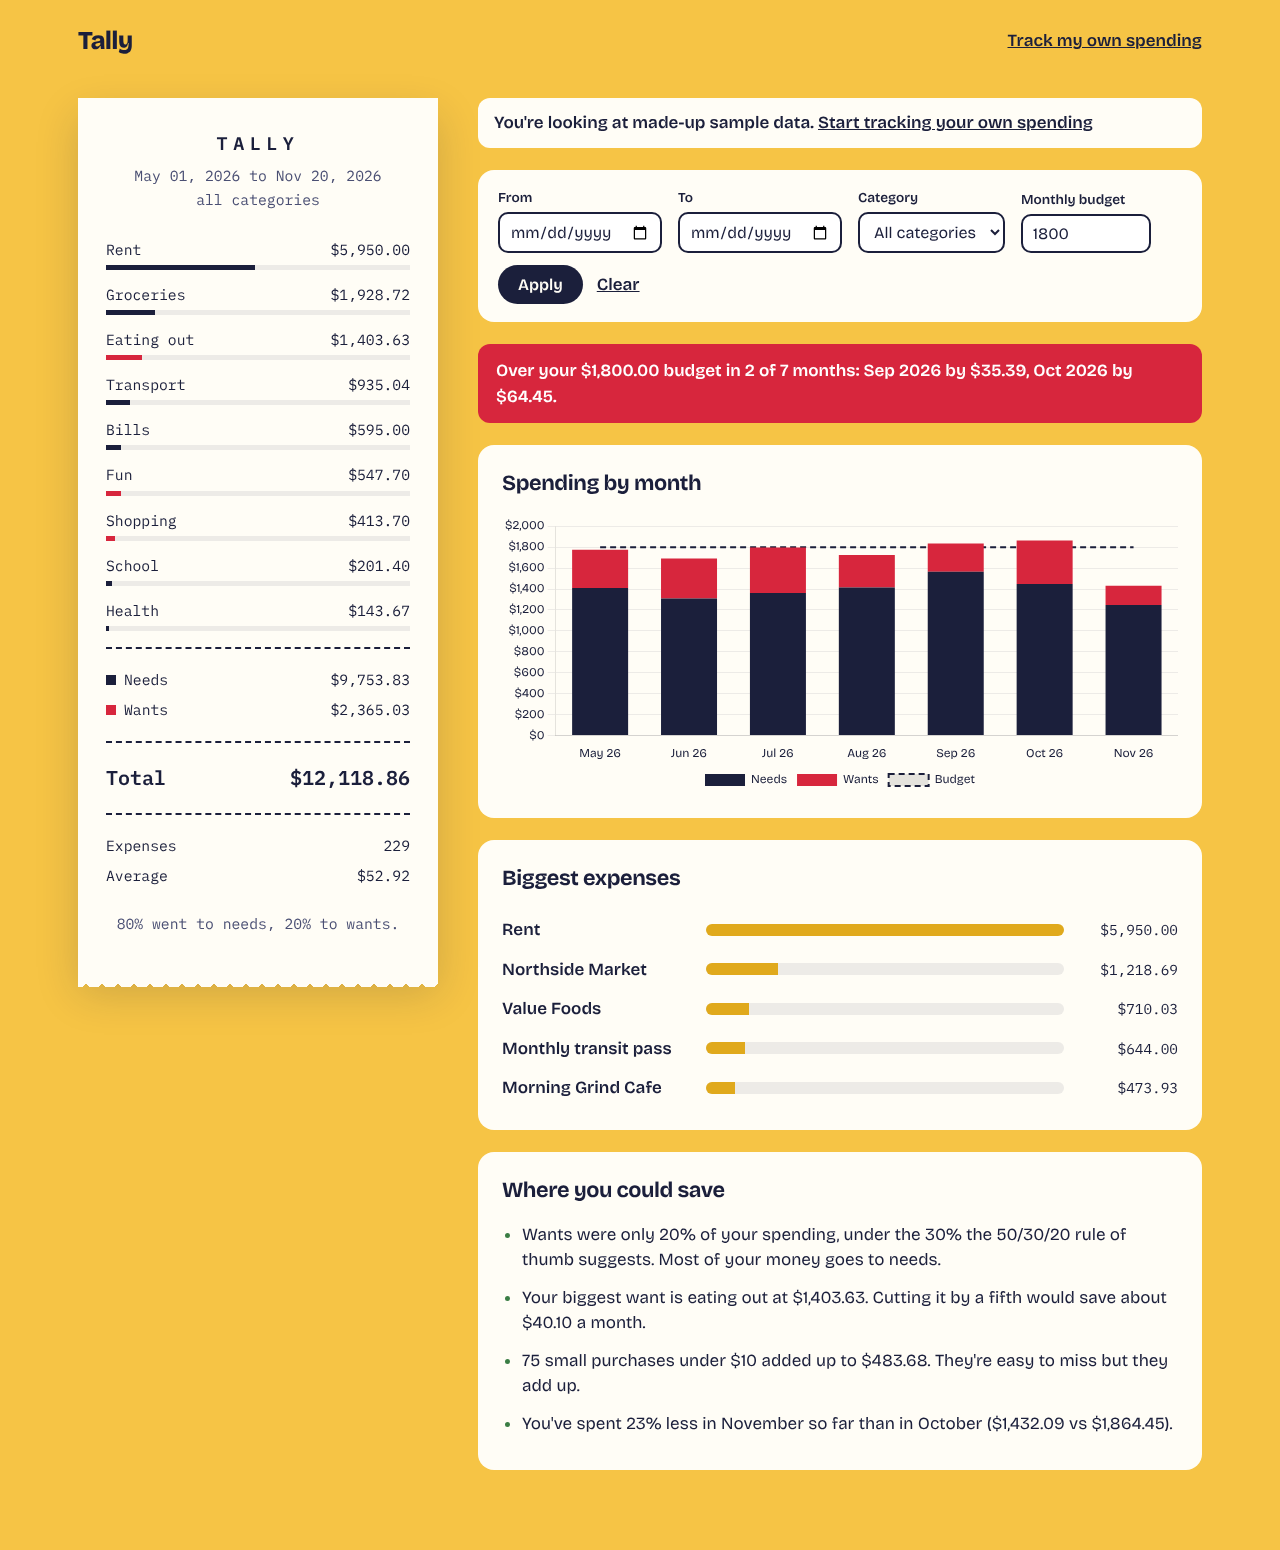 Tally
Track my own spending
TALLY
May 01, 2026 to Nov 20, 2026
all categories
Rent $5,950.00
Groceries $1,928.72
Eating out $1,403.63
Transport $935.04
Bills $595.00
Fun $547.70
Shopping $413.70
School $201.40
Health $143.67
Needs $9,753.83
Wants $2,365.03
Total $12,118.86
Expenses 229
Average $52.92
80% went to needs, 20% to wants.
You're looking at made-up sample data. Start tracking your own spending
From To Category Monthly budget
mm/dd/yyyy mm/dd/yyyy All categories 1800
Apply Clear
Over your $1,800.00 budget in 2 of 7 months: Sep 2026 by $35.39, Oct 2026 by
$64.45.
Spending by month
$2,000
$1,800
$1,600
$1,400
$1,200
$1,000
$800
$600
$400
$200
$0
May 26 Jun 26 Jul 26 Aug 26 Sep 26 Oct 26 Nov 26
Needs Wants Budget
Biggest expenses
Rent $5,950.00
Northside Market $1,218.69
Value Foods $710.03
Monthly transit pass $644.00
Morning Grind Cafe $473.93
Where you could save
• Wants were only 20% of your spending, under the 30% the 50/30/20 rule of
thumb suggests. Most of your money goes to needs.
• Your biggest want is eating out at $1,403.63. Cutting it by a fifth would save about
$40.10 a month.
• 75 small purchases under $10 added up to $483.68. They're easy to miss but they
add up.
• You've spent 23% less in November so far than in October ($1,432.09 vs $1,864.45).